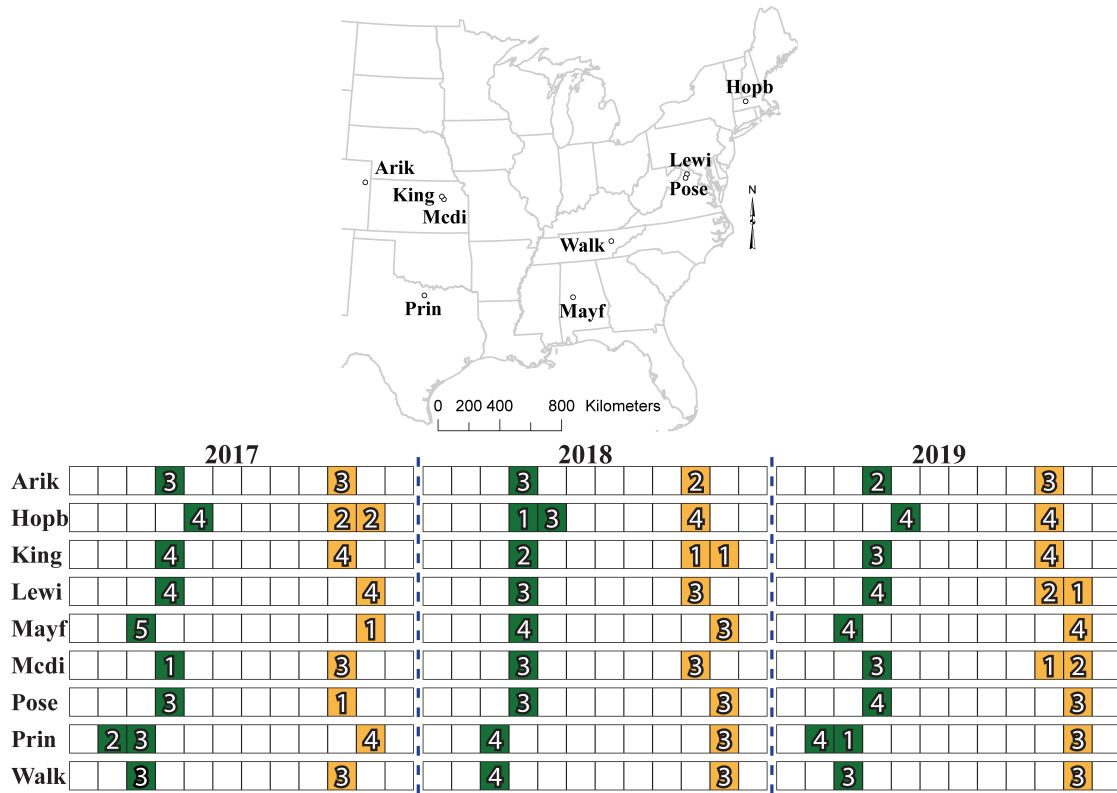 Hopb
Lewi
Arik
Pose
King
N
Mcdi
Walk
Prin
Mayf
0 200 400 800 Kilometers
2017 2018 2019
Arik 3 3 3 2 2 3
Hopb 4 2 2 1 3 4 4 4
King 4 4 2 1 1 3 4
Lewi 4 4 3 3 4 2 1
Mayf 5 1 4 3 4 4
Mcdi 1 3 3 3 3 1 2
Pose 3 1 3 3 4 3
Prin 2 3 4 4 3 4 1 3
Walk 3 3 4 3 3 3